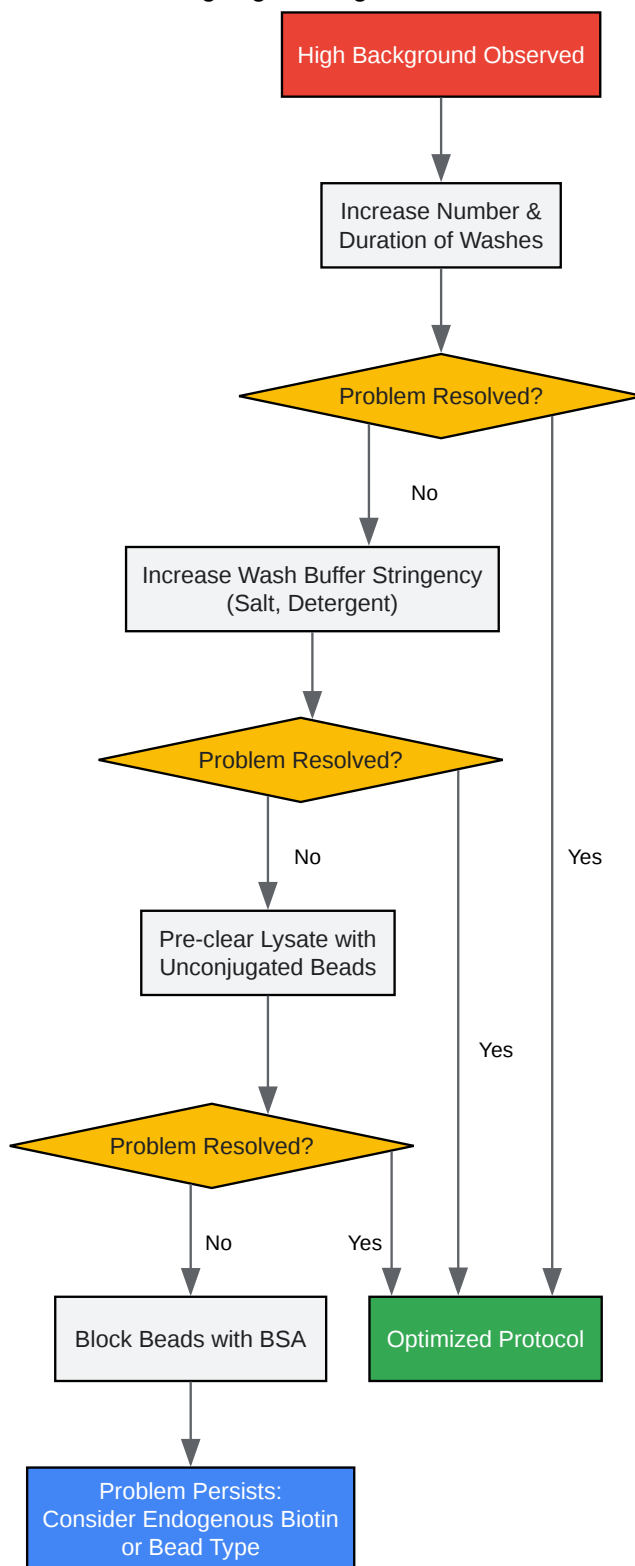 High Background Observed
Increase Number &
Duration of Washes
Problem Resolved?
No
Increase Wash Buffer Stringency
(Salt, Detergent)
Problem Resolved?
No
Yes
Pre-clear Lysate with
Unconjugated Beads
Yes
Problem Resolved?
No
Yes
Block Beads with BSA
Optimized Protocol
Problem Persists:
Consider Endogenous Biotin
or Bead Type